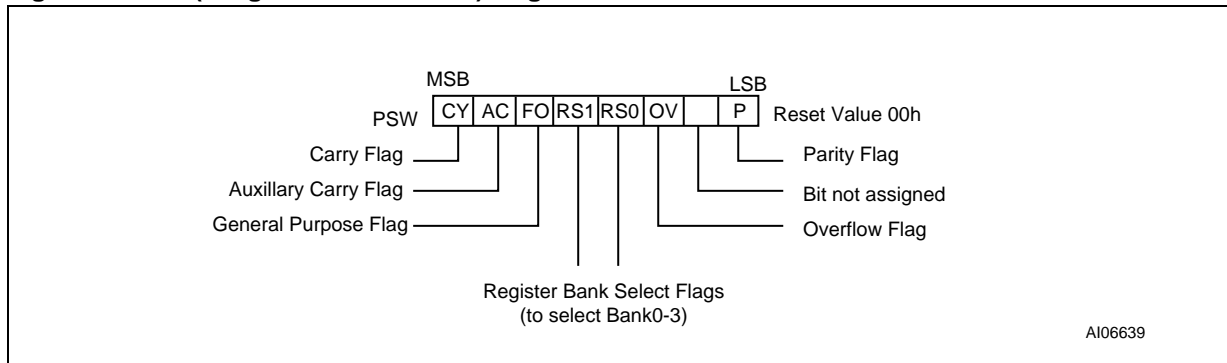 MSB
LSB
PSW CY AC FO RS1 RS0 OV P Reset Value 00h
Carry Flag
Parity Flag
Auxillary Carry Flag
Bit not assigned
General Purpose Flag
Overflow Flag
Register Bank Select Flags
(to select Bank0-3)
AI06639